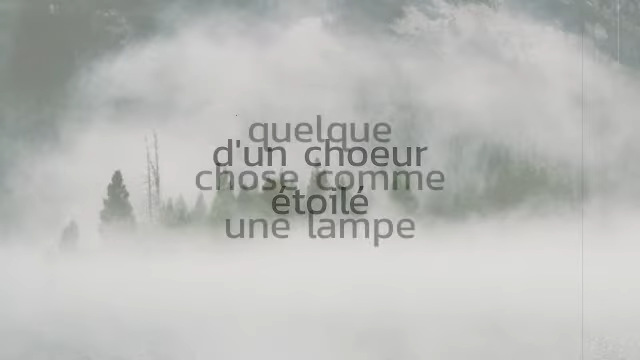 quelque
d'un choeur
chose comme
étoilé
une lampe